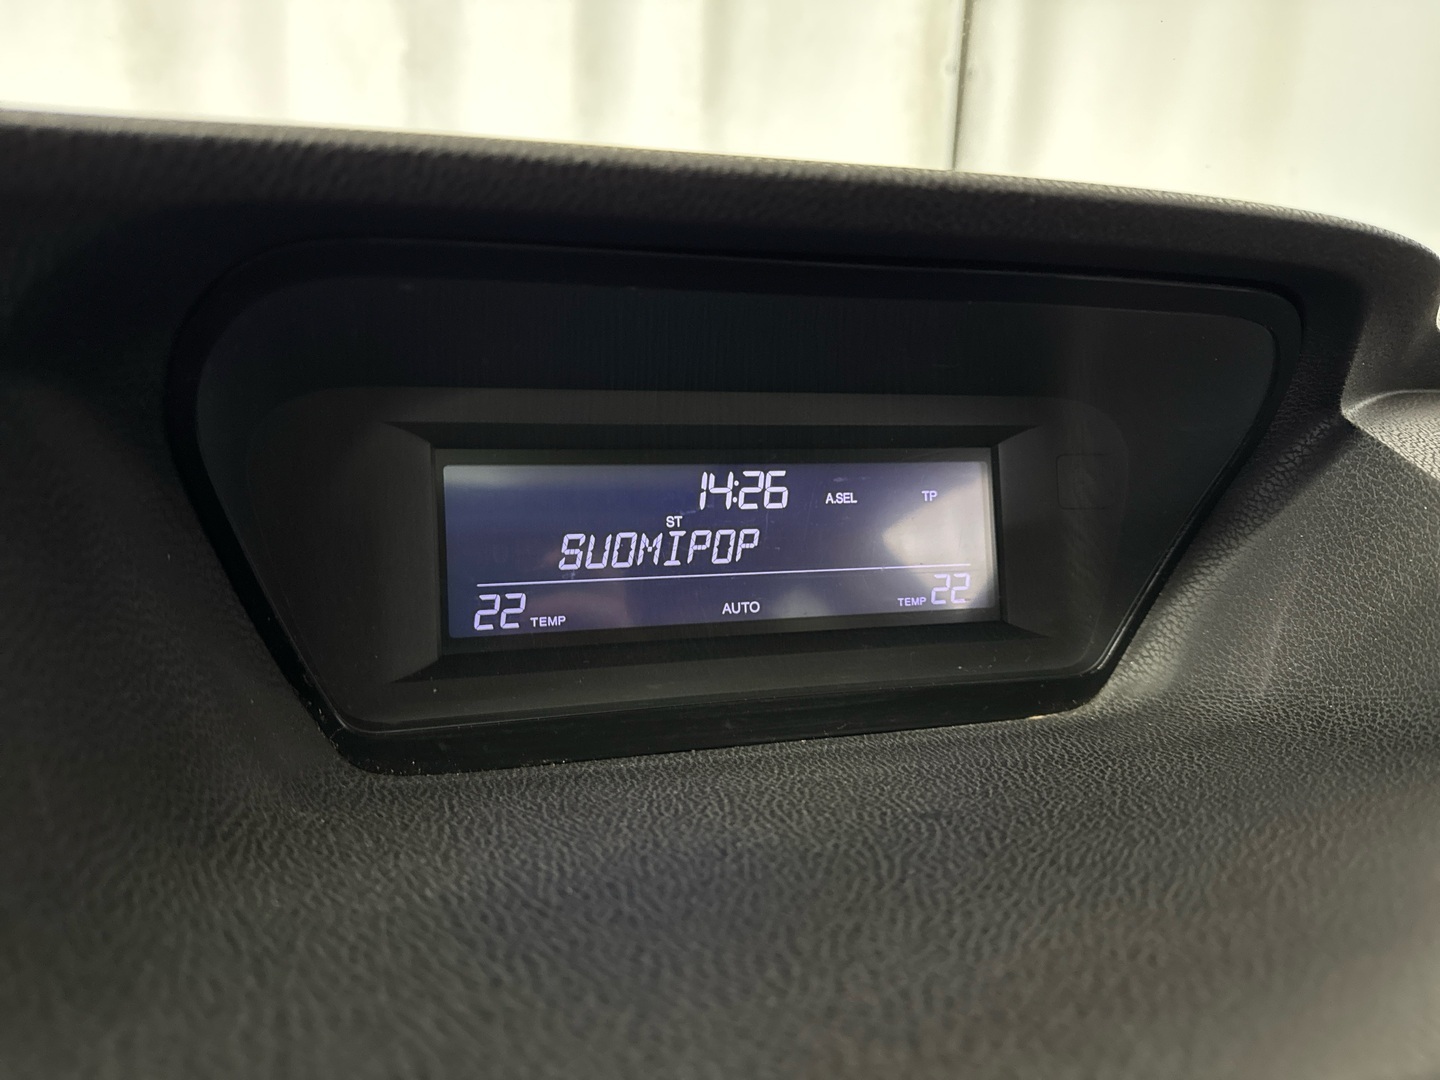 14:26 A.SEL TP
ST
SUOMIPOP
22 TEMP AUTO TEMP 22